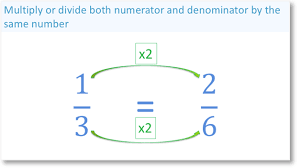 Multiply or divide both numerator and denominator by the
same number
x2
1 2
=
3 6
x2